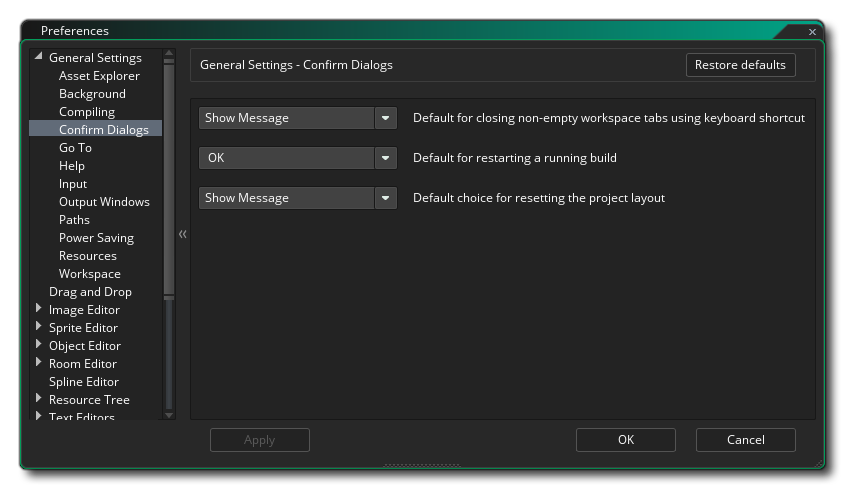 Preferences
General Settings
Asset Explorer
Background
Compiling
Confirm Dialogs
Go To
Help
Input
Output Windows
Paths
Power Saving
Resources
Workspace
Drag and Drop
Image Editor
Sprite Editor
Object Editor
Room Editor
Spline Editor
Resource Tree
Text Editors
General Settings - Confirm Dialogs
Restore defaults
Show Message
Default for closing non-empty workspace tabs using keyboard shortcut
OK
Default for restarting a running build
Show Message
Default choice for resetting the project layout
Apply
OK
Cancel